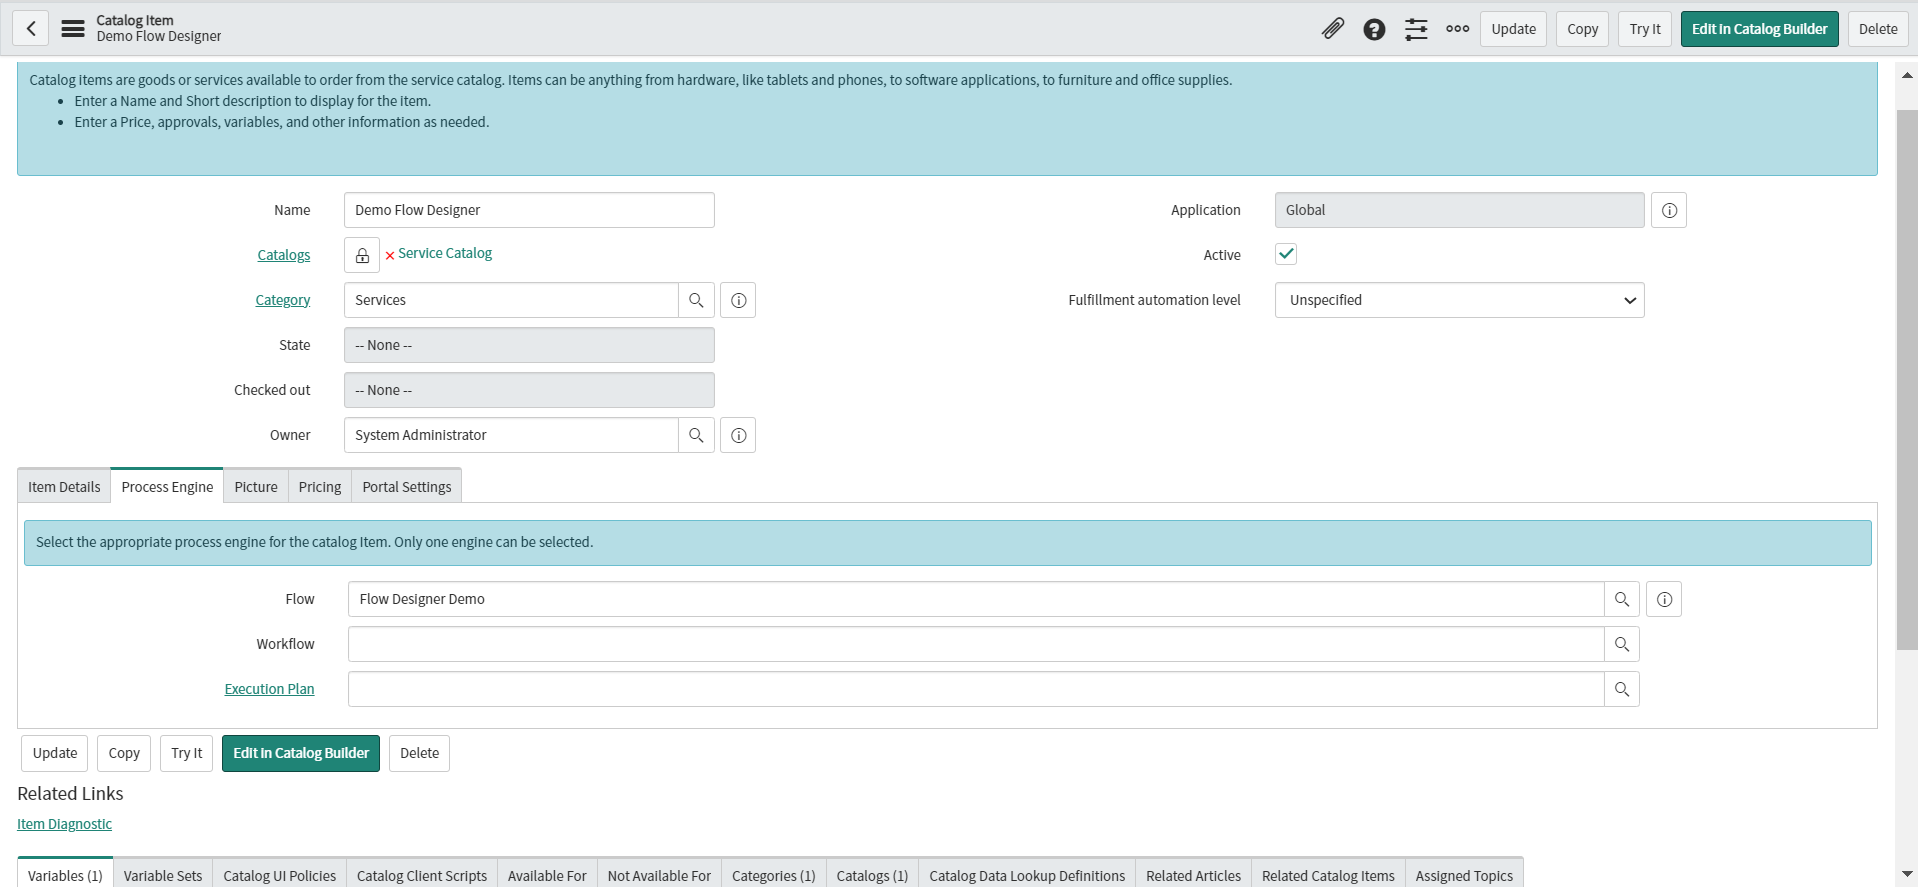 Catalog Item
Demo Flow Designer
Update
Copy
Try It
Edit in Catalog Builder
Delete
Catalog items are goods or services available to order from the service catalog. Items can be anything from hardware, like tablets and phones, to software applications, to furniture and office supplies.
• Enter a Name and Short description to display for the item.
• Enter a Price, approvals, variables, and other information as needed.
Name
Demo Flow Designer
Application
Global
Catalogs
Service Catalog
Active
Category
Services
Fulfillment automation level
Unspecified
State
-- None --
Checked out
-- None --
Owner
System Administrator
Item Details
Process Engine
Picture
Pricing
Portal Settings
Select the appropriate process engine for the catalog Item. Only one engine can be selected.
Flow
Flow Designer Demo
Workflow
Execution Plan
Update
Copy
Try It
Edit in Catalog Builder
Delete
Related Links
Item Diagnostic
Variables (1)
Variable Sets
Catalog UI Policies
Catalog Client Scripts
Available For
Not Available For
Categories (1)
Catalogs (1)
Catalog Data Lookup Definitions
Related Articles
Related Catalog Items
Assigned Topics